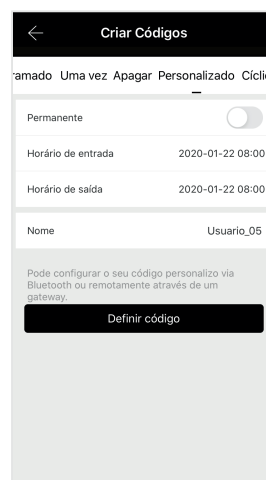 Criar Códigos
ramado Uma vez Apagar Personalizado Cícli
Permanente
Horário de entrada 2020-01-22 08:00
Horário de saída 2020-01-22 08:00
Nome Usuario_05
Pode configurar o seu código personalizo via
Bluetooth ou remotamente através de um
gateway.
Definir código